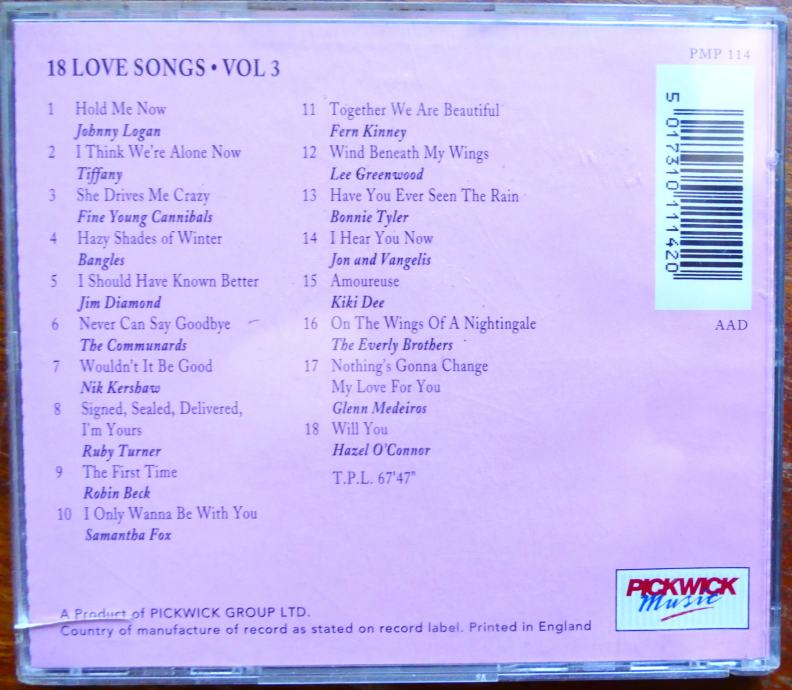 18 LOVE SONGS • VOL 3
PMP 114
1 Hold Me Now
Johnny Logan
2 I Think We're Alone Now
Tiffany
3 She Drives Me Crazy
Fine Young Cannibals
4 Hazy Shades of Winter
Bangles
5 I Should Have Known Better
Jim Diamond
6 Never Can Say Goodbye
The Communards
7 Wouldn't It Be Good
Nik Kershaw
8 Signed, Sealed, Delivered,
I'm Yours
Ruby Turner
9 The First Time
Robin Beck
10 I Only Wanna Be With You
Samantha Fox
11 Together We Are Beautiful
Fern Kinney
12 Wind Beneath My Wings
Lee Greenwood
13 Have You Ever Seen The Rain
Bonnie Tyler
14 I Hear You Now
Jon and Vangelis
15 Amoureuse
Kiki Dee
16 On The Wings Of A Nightingale
The Everly Brothers
17 Nothing's Gonna Change
My Love For You
Glenn Medeiros
18 Will You
Hazel O'Connor
T.P.L. 67'47"
5 017310 111420
AAD
PICKWICK
Music
A Product of PICKWICK GROUP LTD.
Country of manufacture of record as stated on record label. Printed in England